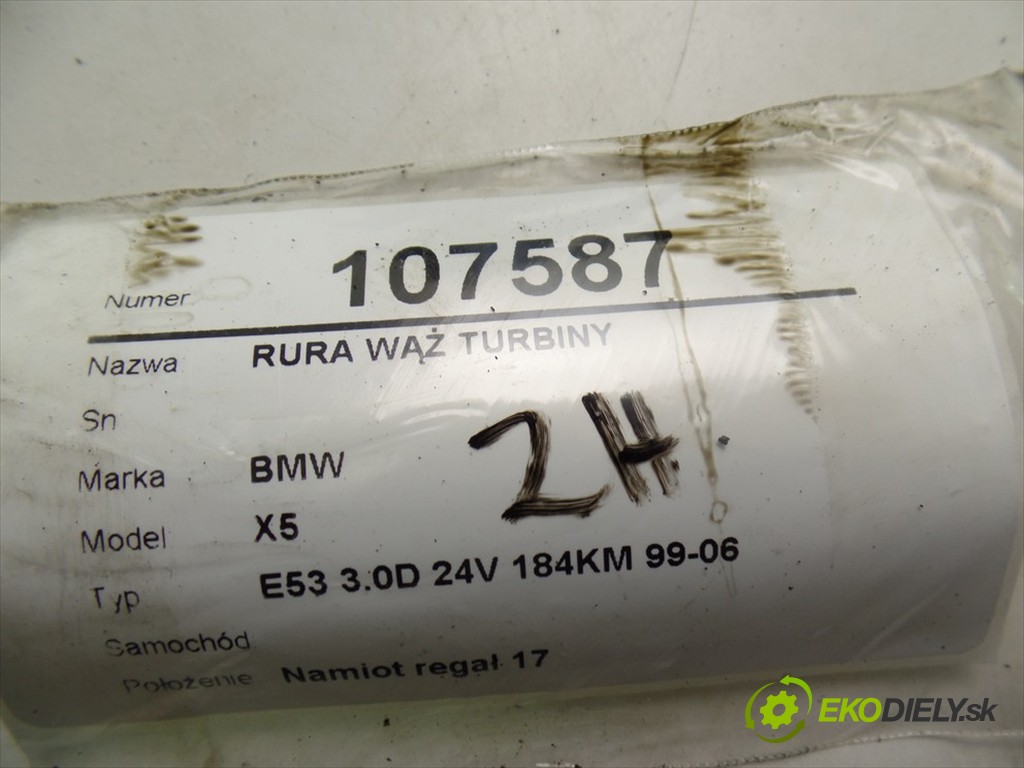 Numer 107587
Nazwa RURA WĄŻ TURBINY
Sn
Marka BMW
2H
Model X5
Typ E53 3.0D 24V 184KM 99-06
Samochód
Położenie Namiot regał 17
EKODIELY.sk